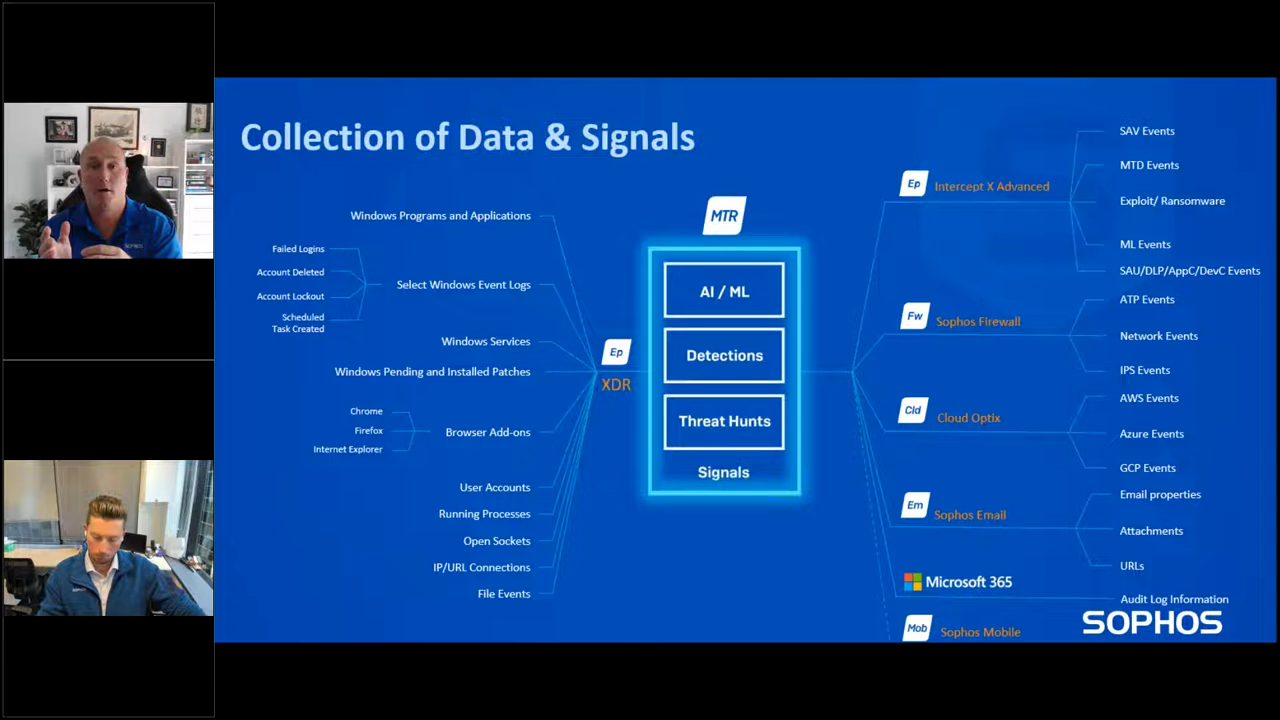 Collection of Data & Signals
Windows Programs and Applications
Failed Logins
Account Deleted
Account Lockout
Scheduled
Task Created
Select Windows Event Logs
Windows Services
Windows Pending and Installed Patches
Chrome
Firefox
Internet Explorer
Browser Add-ons
User Accounts
Running Processes
Open Sockets
IP/URL Connections
File Events
Ep
XDR
MTR
AI / ML
Detections
Threat Hunts
Signals
Ep
Intercept X Advanced
SAV Events
MTD Events
Exploit/ Ransomware
ML Events
SAU/DLP/AppC/DevC Events
Fw
Sophos Firewall
ATP Events
Network Events
IPS Events
Cld
Cloud Optix
AWS Events
Azure Events
GCP Events
Em
Sophos Email
Email properties
Attachments
URLs
Microsoft 365
Audit Log Information
Mob
Sophos Mobile
SOPHOS
SOPHOS